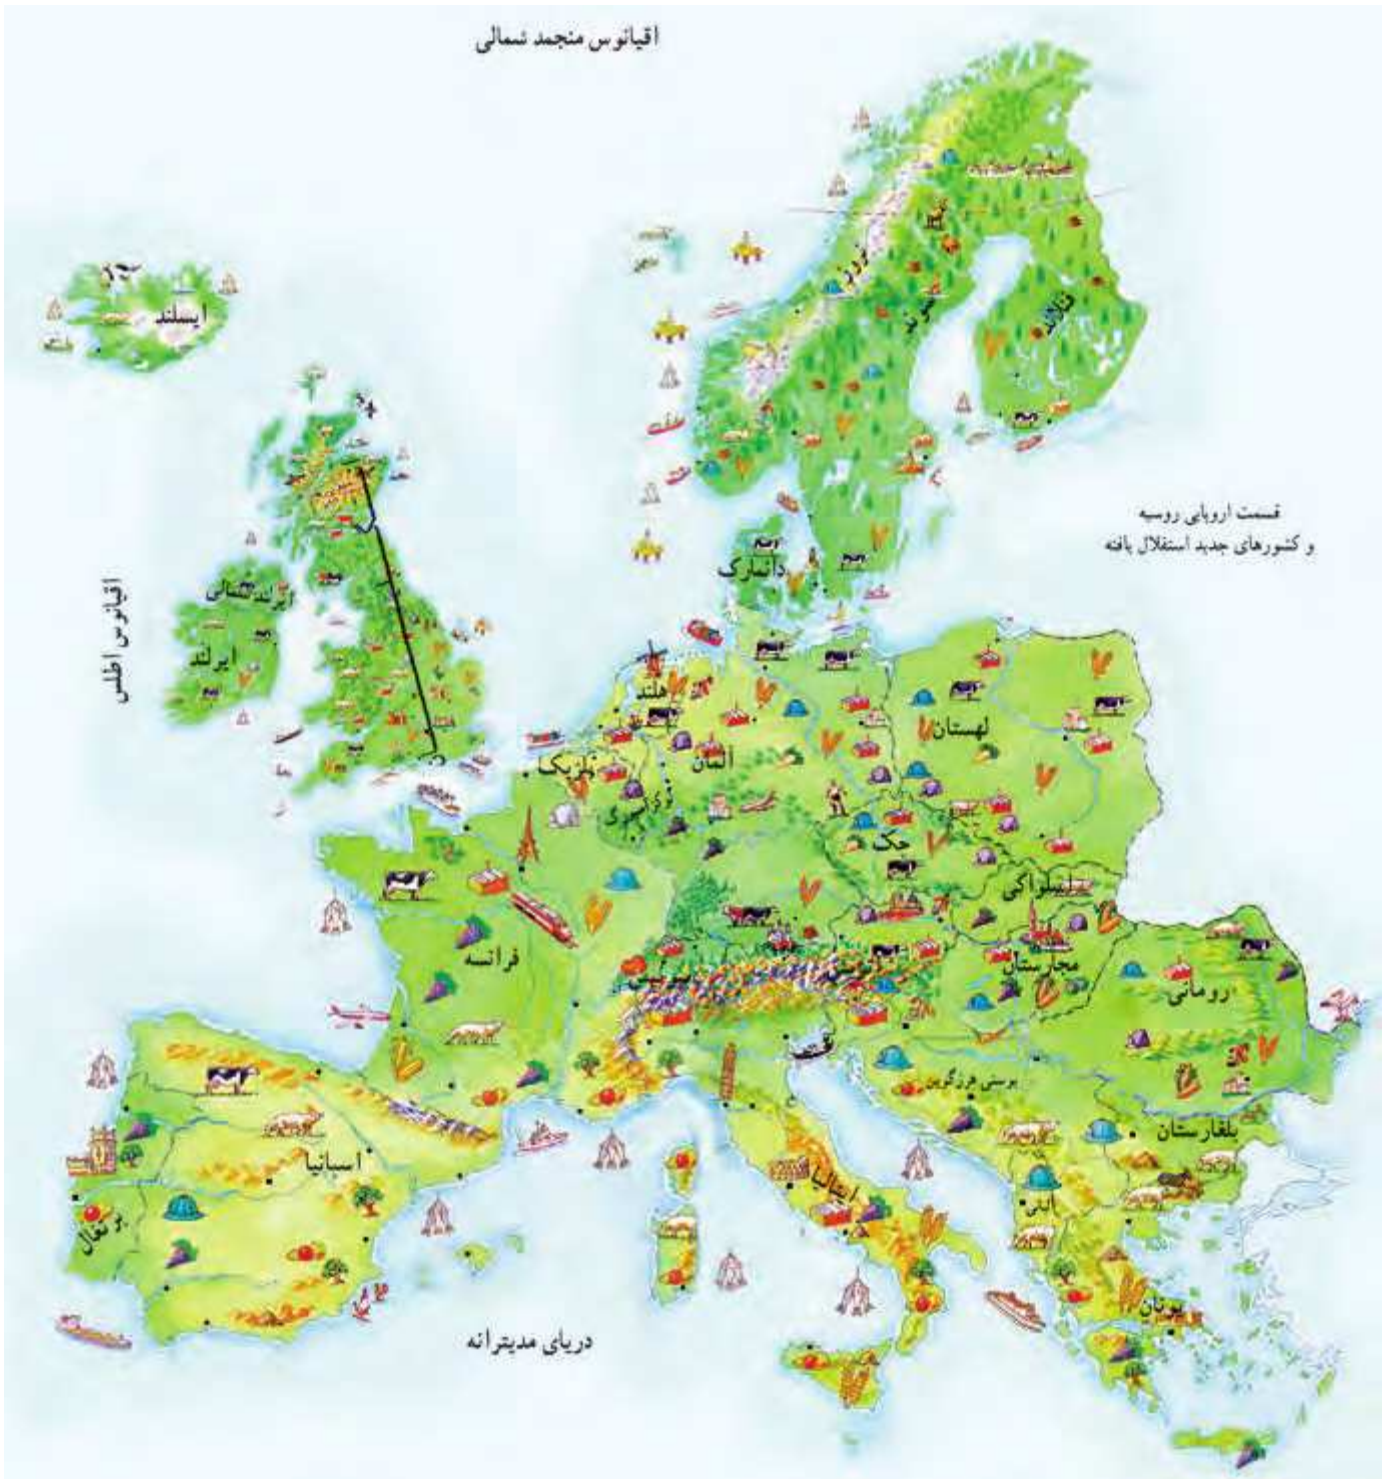 اقیانوس منجمد شمالی
نروژ
سوئد
فنلاند
ایسلند
قسمت اروپایی روسیه
و کشورهای جدید استقلال یافته
اقیانوس اطلس
ایرلند شمالی
ایرلند
دانمارک
هلند
لهستان
بلژیک
آلمان
چک
اسلواکی
فرانسه
سوئیس
اتریش
مجارستان
رومانی
بوسنی هرزگوین
بلغارستان
اسپانیا
پرتغال
ایتالیا
آلبانی
یونان
دریای مدیترانه